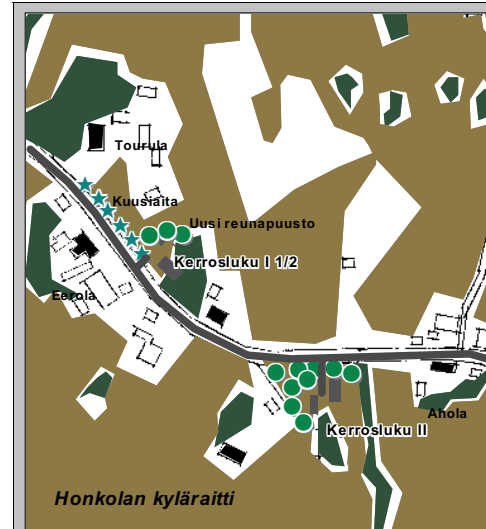 Tourula
Kuusiaita
Uusi reunapuusto
Kerrosluku I 1/2
Eerola
Ahola
Kerrosluku II
Honkolan kyläraitti